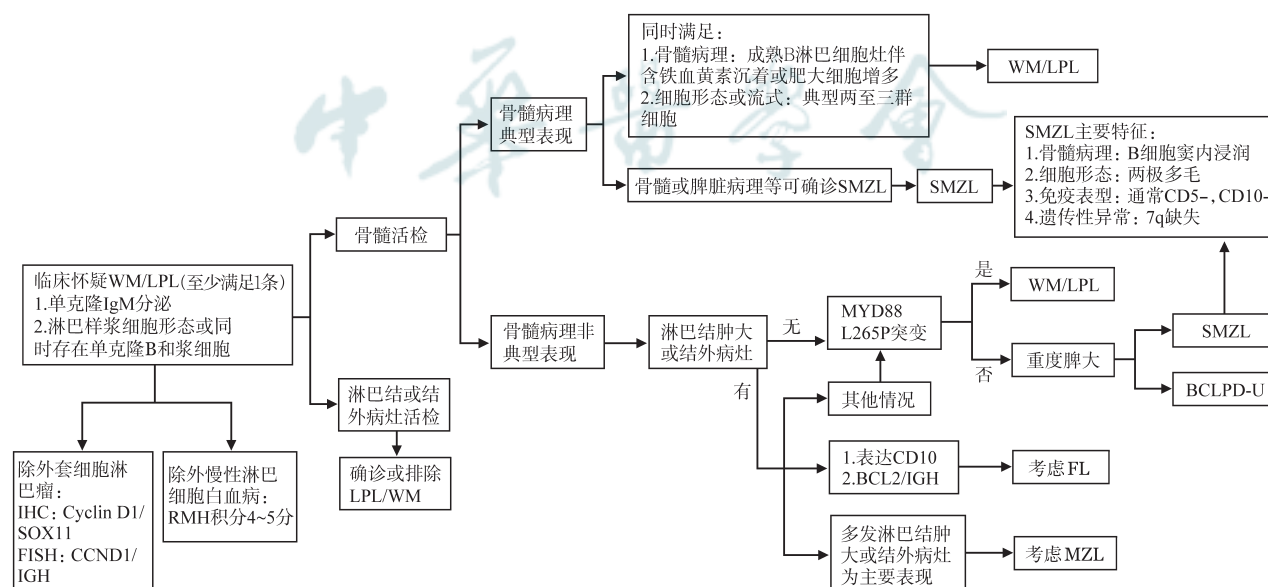 中华医学会
同时满足：
1.骨髓病理：成熟B淋巴细胞灶伴
含铁血黄素沉着或肥大细胞增多
2.细胞形态或流式：典型两至三群
细胞
WM/LPL
骨髓病理
典型表现
骨髓或脾脏病理等可确诊SMZL
SMZL
SMZL主要特征：
1.骨髓病理：B细胞窦内浸润
2.细胞形态：两极多毛
3.免疫表型：通常CD5-，CD10-
4.遗传性异常：7q缺失
骨髓活检
临床怀疑WM/LPL(至少满足1条)
1.单克隆IgM分泌
2.淋巴样浆细胞形态或同
时存在单克隆B和浆细胞
骨髓病理非
典型表现
淋巴结肿大
或结外病灶
无
有
MYD88
L265P突变
是
否
WM/LPL
重度脾大
SMZL
BCLPD-U
其他情况
淋巴结或结
外病灶活检
确诊或排除
LPL/WM
除外套细胞淋
巴瘤：
IHC：Cyclin D1/
SOX11
FISH：CCND1/
IGH
除外慢性淋巴
细胞白血病：
RMH积分4~5分
1.表达CD10
2.BCL2/IGH
考虑FL
多发淋巴结肿
大或结外病灶
为主要表现
考虑MZL